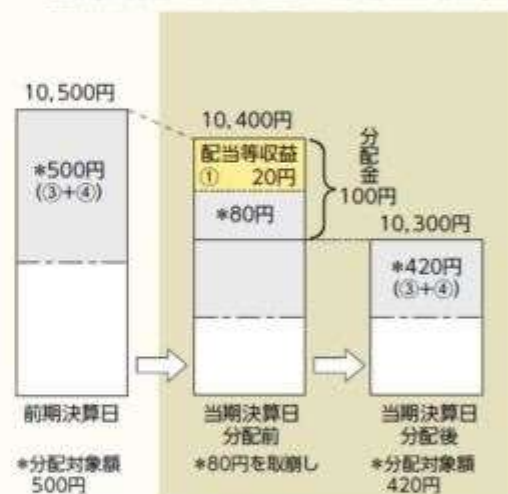 10,500円
*500円
(③+④)
前期決算日
*分配対象額
500円
10,400円
配当等収益
① 20円
*80円
分配金
100円
当期決算日
分配前
*80円を取崩し
10,300円
*420円
(③+④)
当期決算日
分配後
*分配対象額
420円